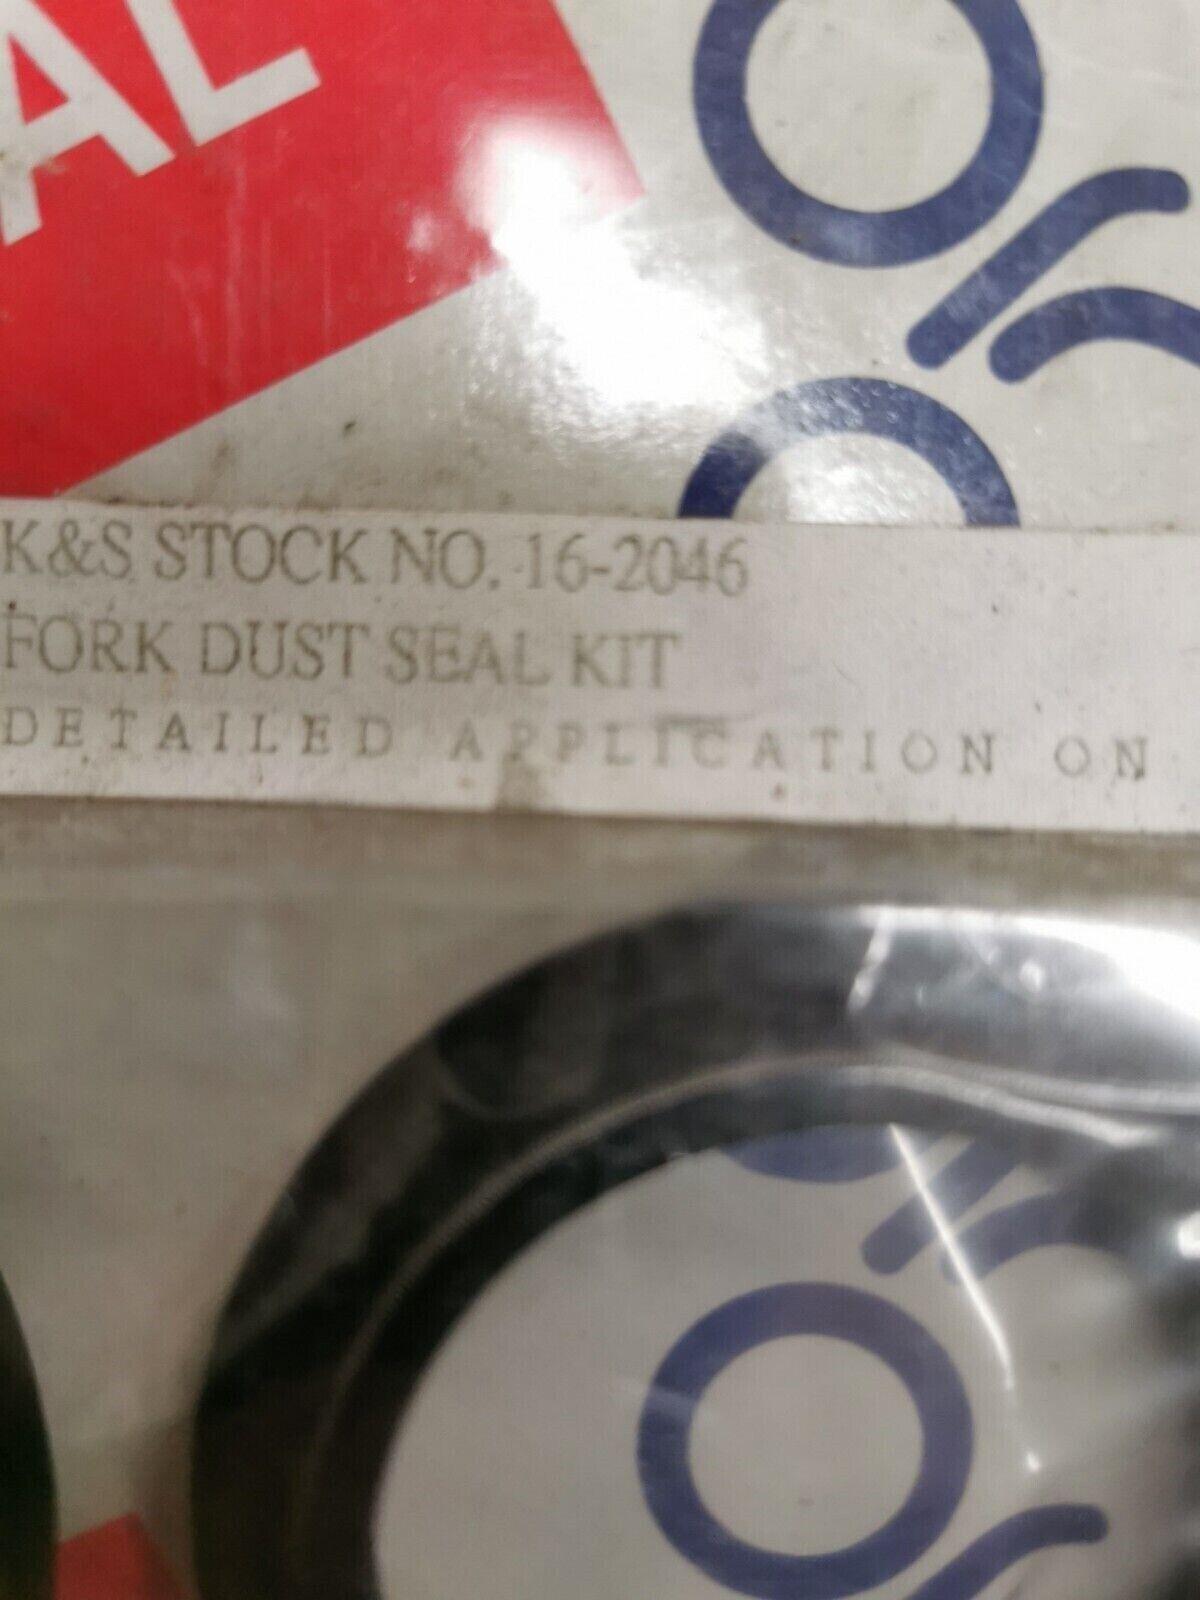 AL
K&S STOCK NO. 16-2046
FORK DUST SEAL KIT
DETAILED APPLICATION ON